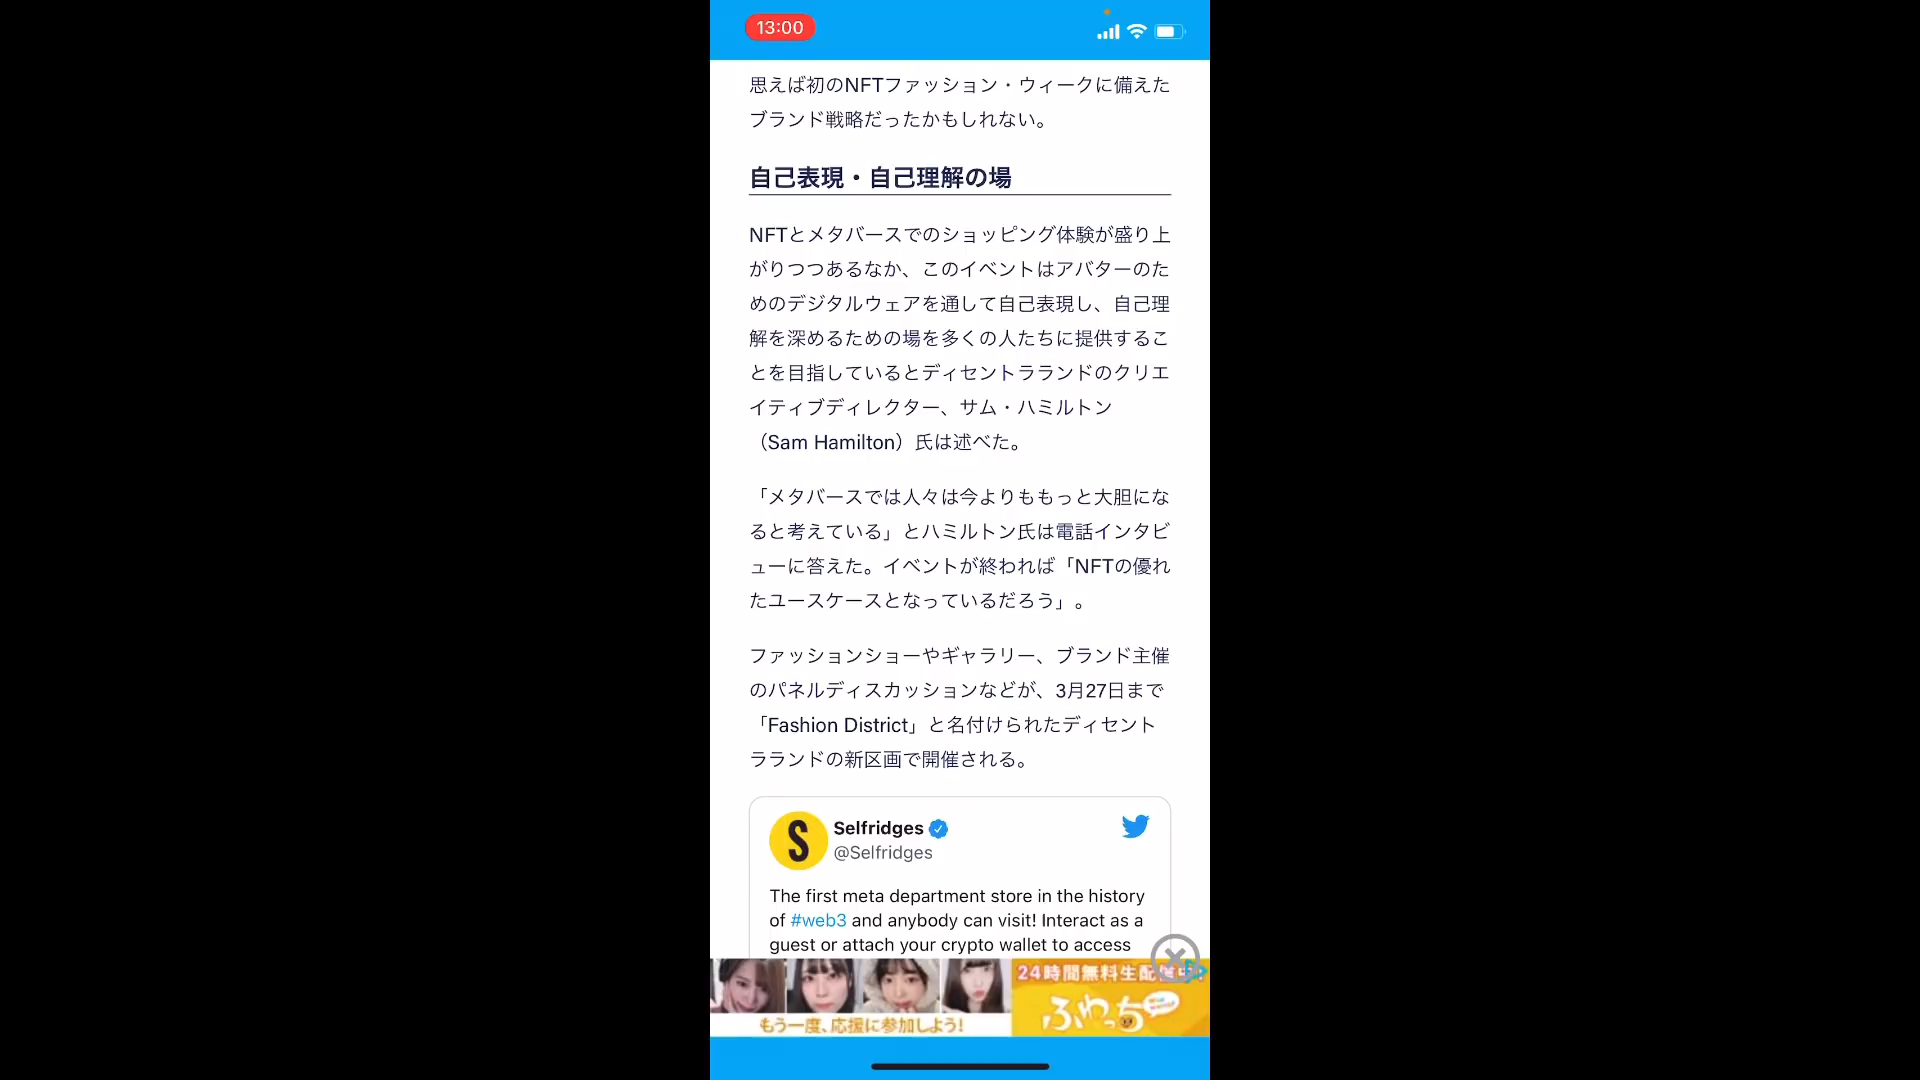 13:00
思えば初のNFTファッション・ウィークに備えた
ブランド戦略だったかもしれない。
自己表現・自己理解の場
NFTとメタバースでのショッピング体験が盛り上
がりつつあるなか、このイベントはアバターのた
めのデジタルウェアを通して自己表現し、自己理
解を深めるための場を多くの人たちに提供するこ
とを目指しているとディセントラランドのクリエ
イティブディレクター、サム・ハミルトン
（Sam Hamilton）氏は述べた。
「メタバースでは人々は今よりももっと大胆にな
ると考えている」とハミルトン氏は電話インタビ
ューに答えた。イベントが終われば「NFTの優れ
たユースケースとなっているだろう」。
ファッションショーやギャラリー、ブランド主催
のパネルディスカッションなどが、3月27日まで
「Fashion District」と名付けられたディセント
ラランドの新区画で開催される。
S
Selfridges
@Selfridges
The first meta department store in the history
of #web3 and anybody can visit! Interact as a
guest or attach your crypto wallet to access
24時間無料生配信中
もう一度、応援に参加しよう!
ふわっち